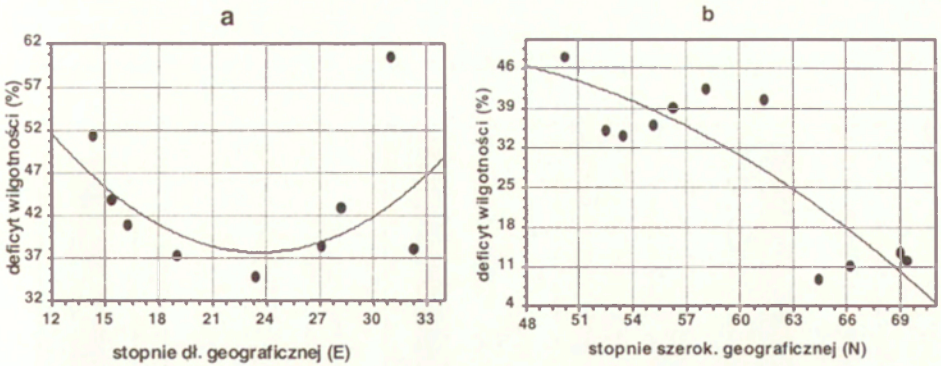 a
62
57
52
47
42
37
32
deficyt wilgotności (%)
12 15 18 21 24 27 30 33
stopnie dł. geograficznej (E)
b
46
39
32
25
18
11
4
deficyt wilgotności (%)
48 51 54 57 60 63 66 69
stopnie szerok. geograficznej (N)